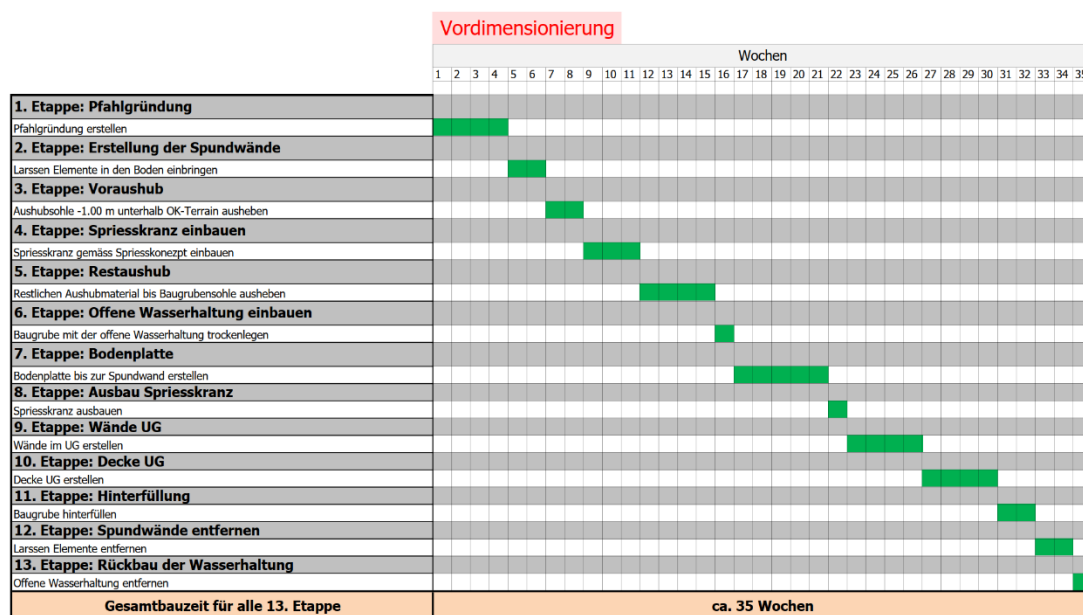 Vordimensionierung
Wochen
1 2 3 4 5 6 7 8 9 10 11 12 13 14 15 16 17 18 19 20 21 22 23 24 25 26 27 28 29 30 31 32 33 34 35
1. Etappe: Pfahlgründung
Pfahlgründung erstellen
2. Etappe: Erstellung der Spundwände
Larssen Elemente in den Boden einbringen
3. Etappe: Voraushub
Aushubsohle -1.00 m unterhalb OK-Terrain ausheben
4. Etappe: Spriesskranz einbauen
Spriesskranz gemäss Spriesskonezpt einbauen
5. Etappe: Restaushub
Restlichen Aushubmaterial bis Baugrubensohle ausheben
6. Etappe: Offene Wasserhaltung einbauen
Baugrube mit der offene Wasserhaltung trockenlegen
7. Etappe: Bodenplatte
Bodenplatte bis zur Spundwand erstellen
8. Etappe: Ausbau Spriesskranz
Spriesskranz ausbauen
9. Etappe: Wände UG
Wände im UG erstellen
10. Etappe: Decke UG
Decke UG erstellen
11. Etappe: Hinterfüllung
Baugrube hinterfüllen
12. Etappe: Spundwände entfernen
Larssen Elemente entfernen
13. Etappe: Rückbau der Wasserhaltung
Offene Wasserhaltung entfernen
Gesamtbauzeit für alle 13. Etappe ca. 35 Wochen